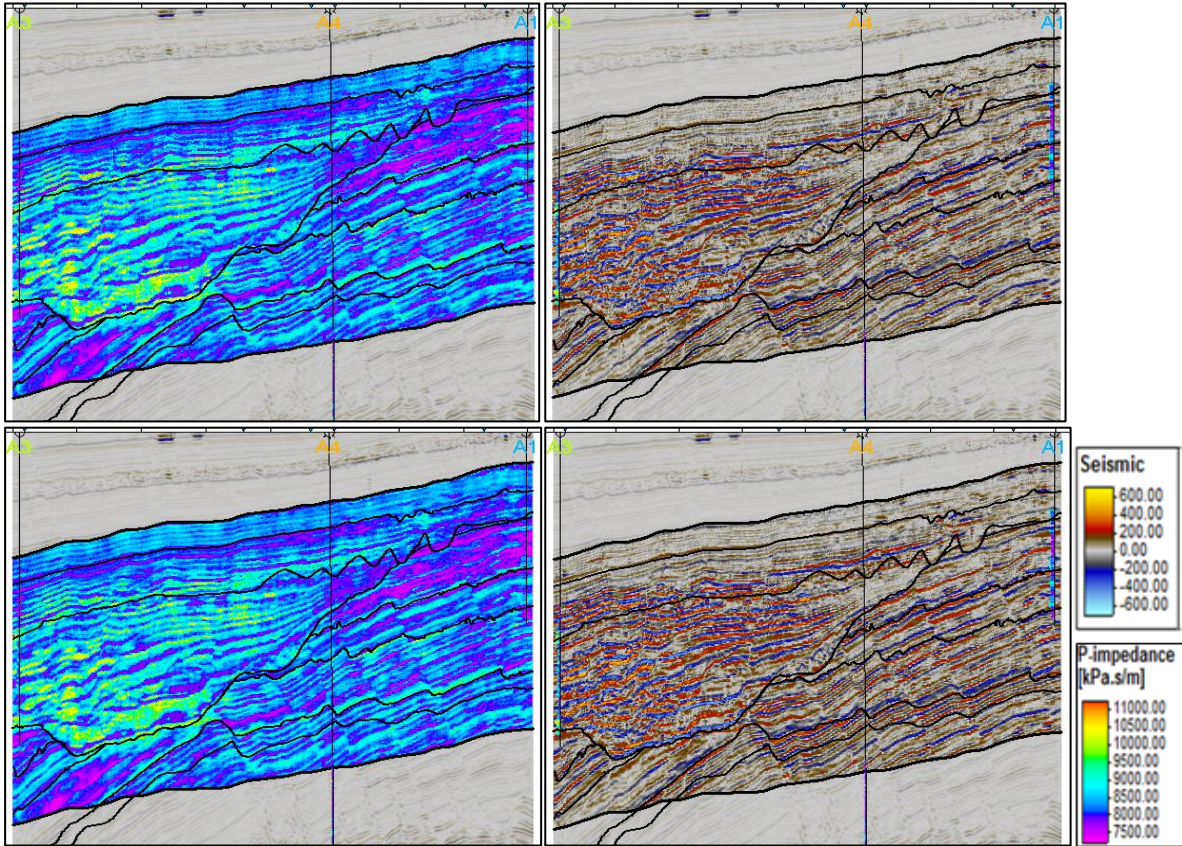 A3 A4 A1
A3 A4 A1
A3 A4 A1
A3 A4 A1
Seismic
600.00
400.00
200.00
0.00
-200.00
-400.00
-600.00
P-impedance
[kPa.s/m]
11000.00
10500.00
10000.00
9500.00
9000.00
8500.00
8000.00
7500.00